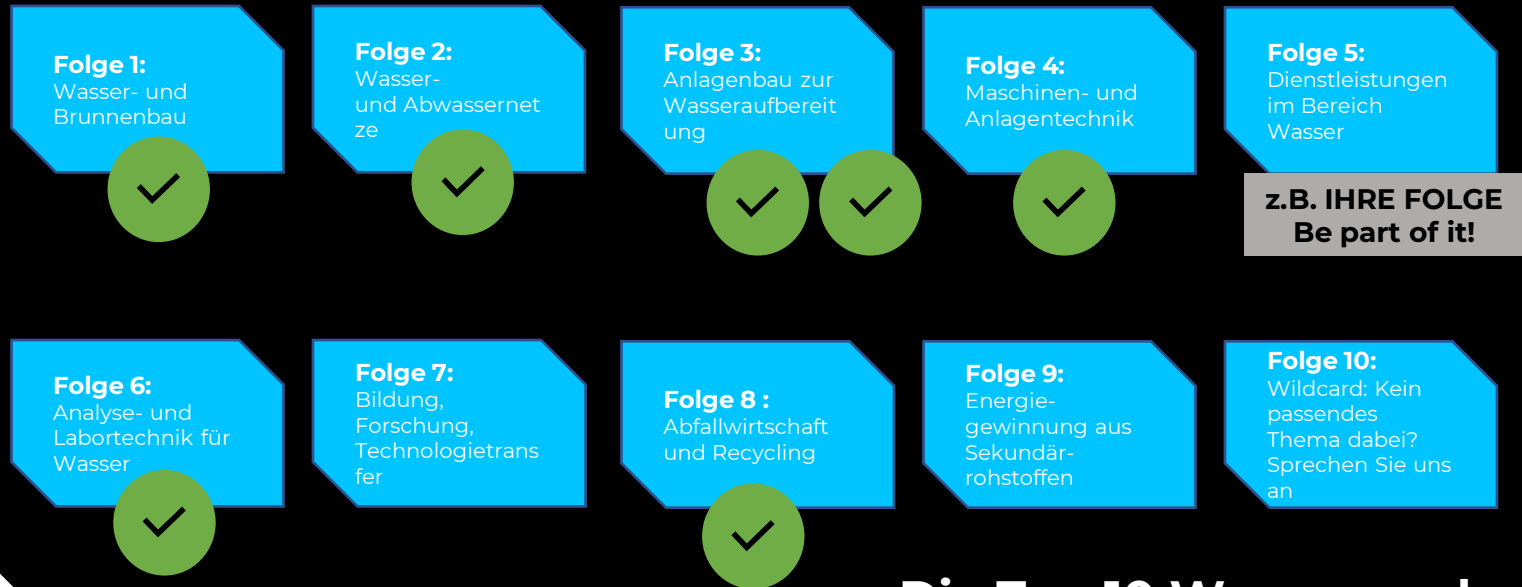 Folge 1:
Wasser- und
Brunnenbau
Folge 2:
Wasser-
und Abwassernet
ze
Folge 3:
Anlagenbau zur
Wasseraufbereit
ung
Folge 4:
Maschinen- und
Anlagentechnik
Folge 5:
Dienstleistungen
im Bereich
Wasser
z.B. IHRE FOLGE
Be part of it!
Folge 6:
Analyse- und
Labortechnik für
Wasser
Folge 7:
Bildung,
Forschung,
Technologietrans
fer
Folge 8 :
Abfallwirtschaft
und Recycling
Folge 9:
Energie-
gewinnung aus
Sekundär-
rohstoffen
Folge 10:
Wildcard: Kein
passendes
Thema dabei?
Sprechen Sie uns
an